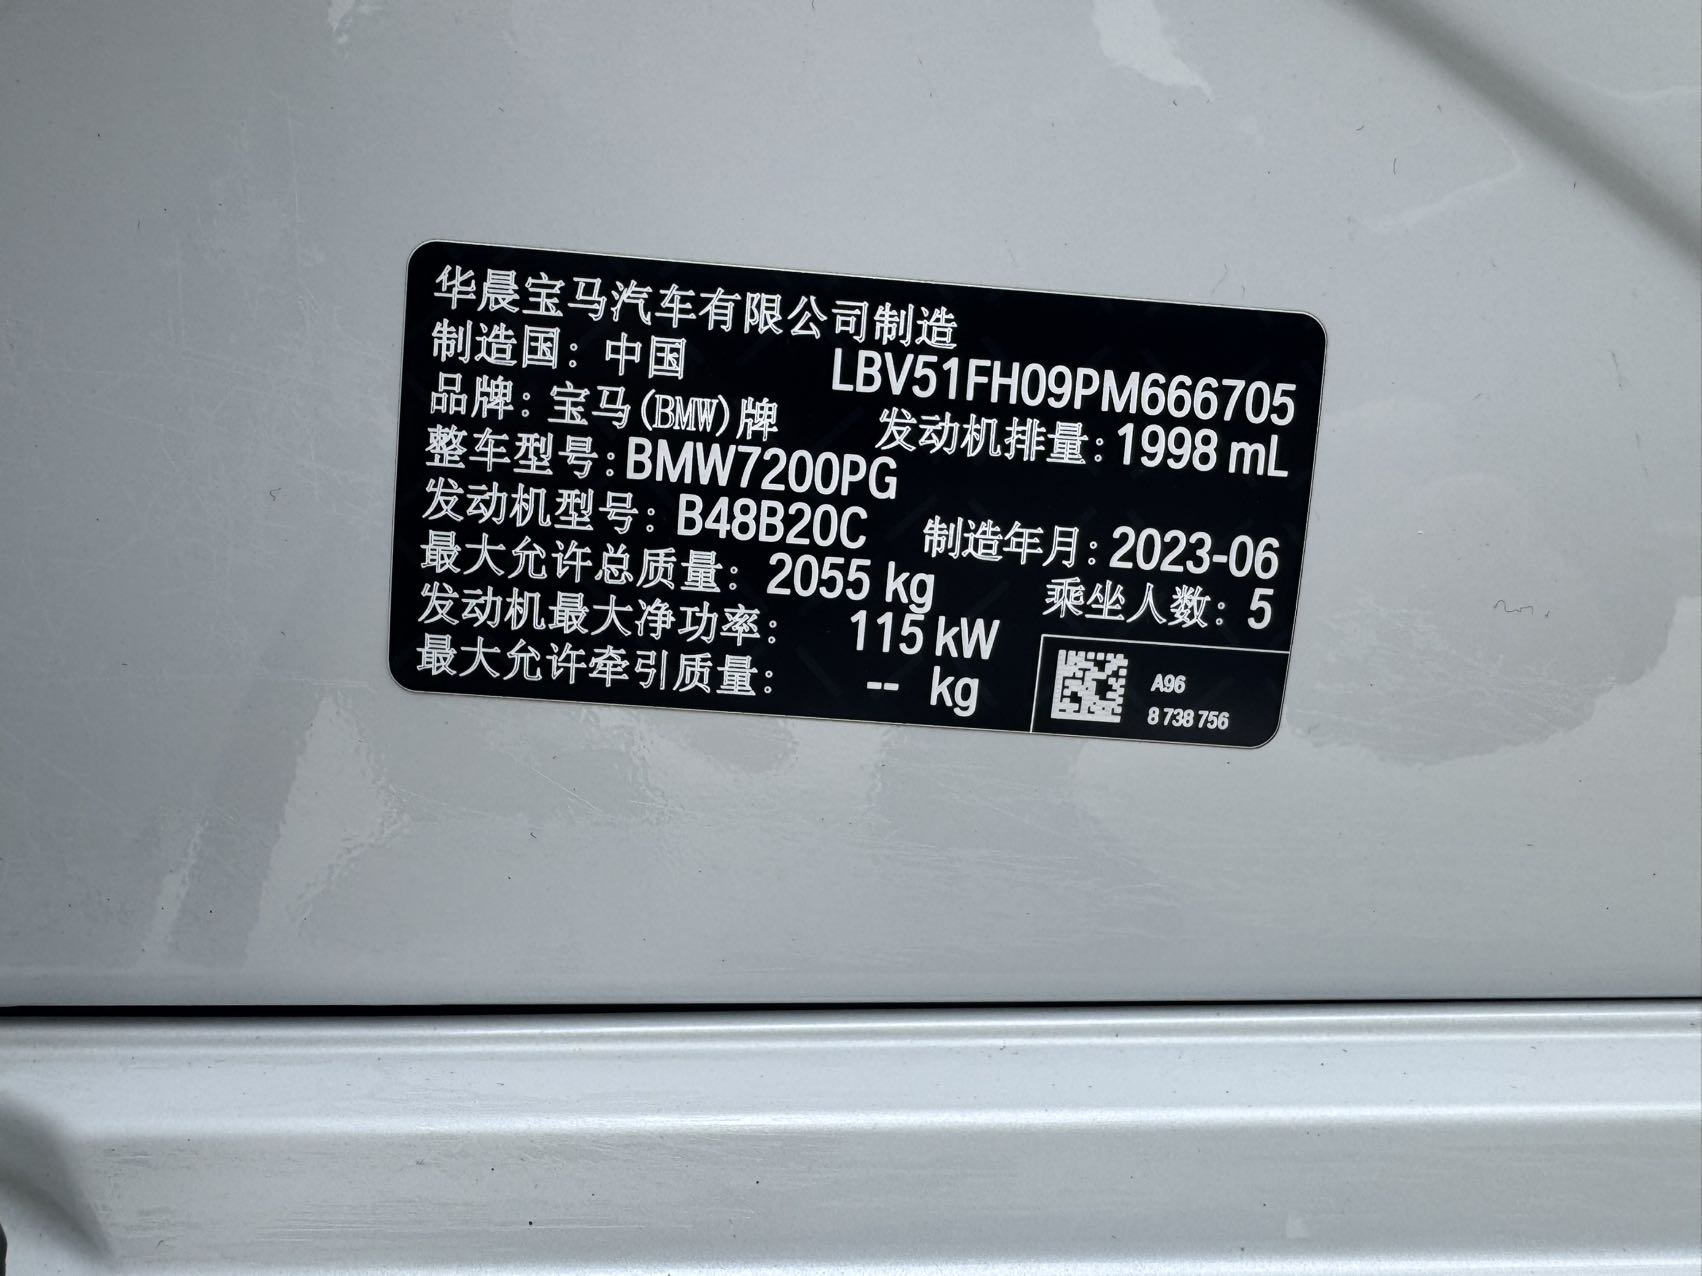 华晨宝马汽车有限公司制造
制造国：中国 LBV51FH09PM666705
品牌：宝马(BMW)牌 发动机排量：1998 mL
整车型号：BMW7200PG
发动机型号：B48B20C 制造年月：2023-06
最大允许总质量：2055 kg 乘坐人数：5
发动机最大净功率：115 kW
最大允许牵引质量：-- kg
A96
8 738 756